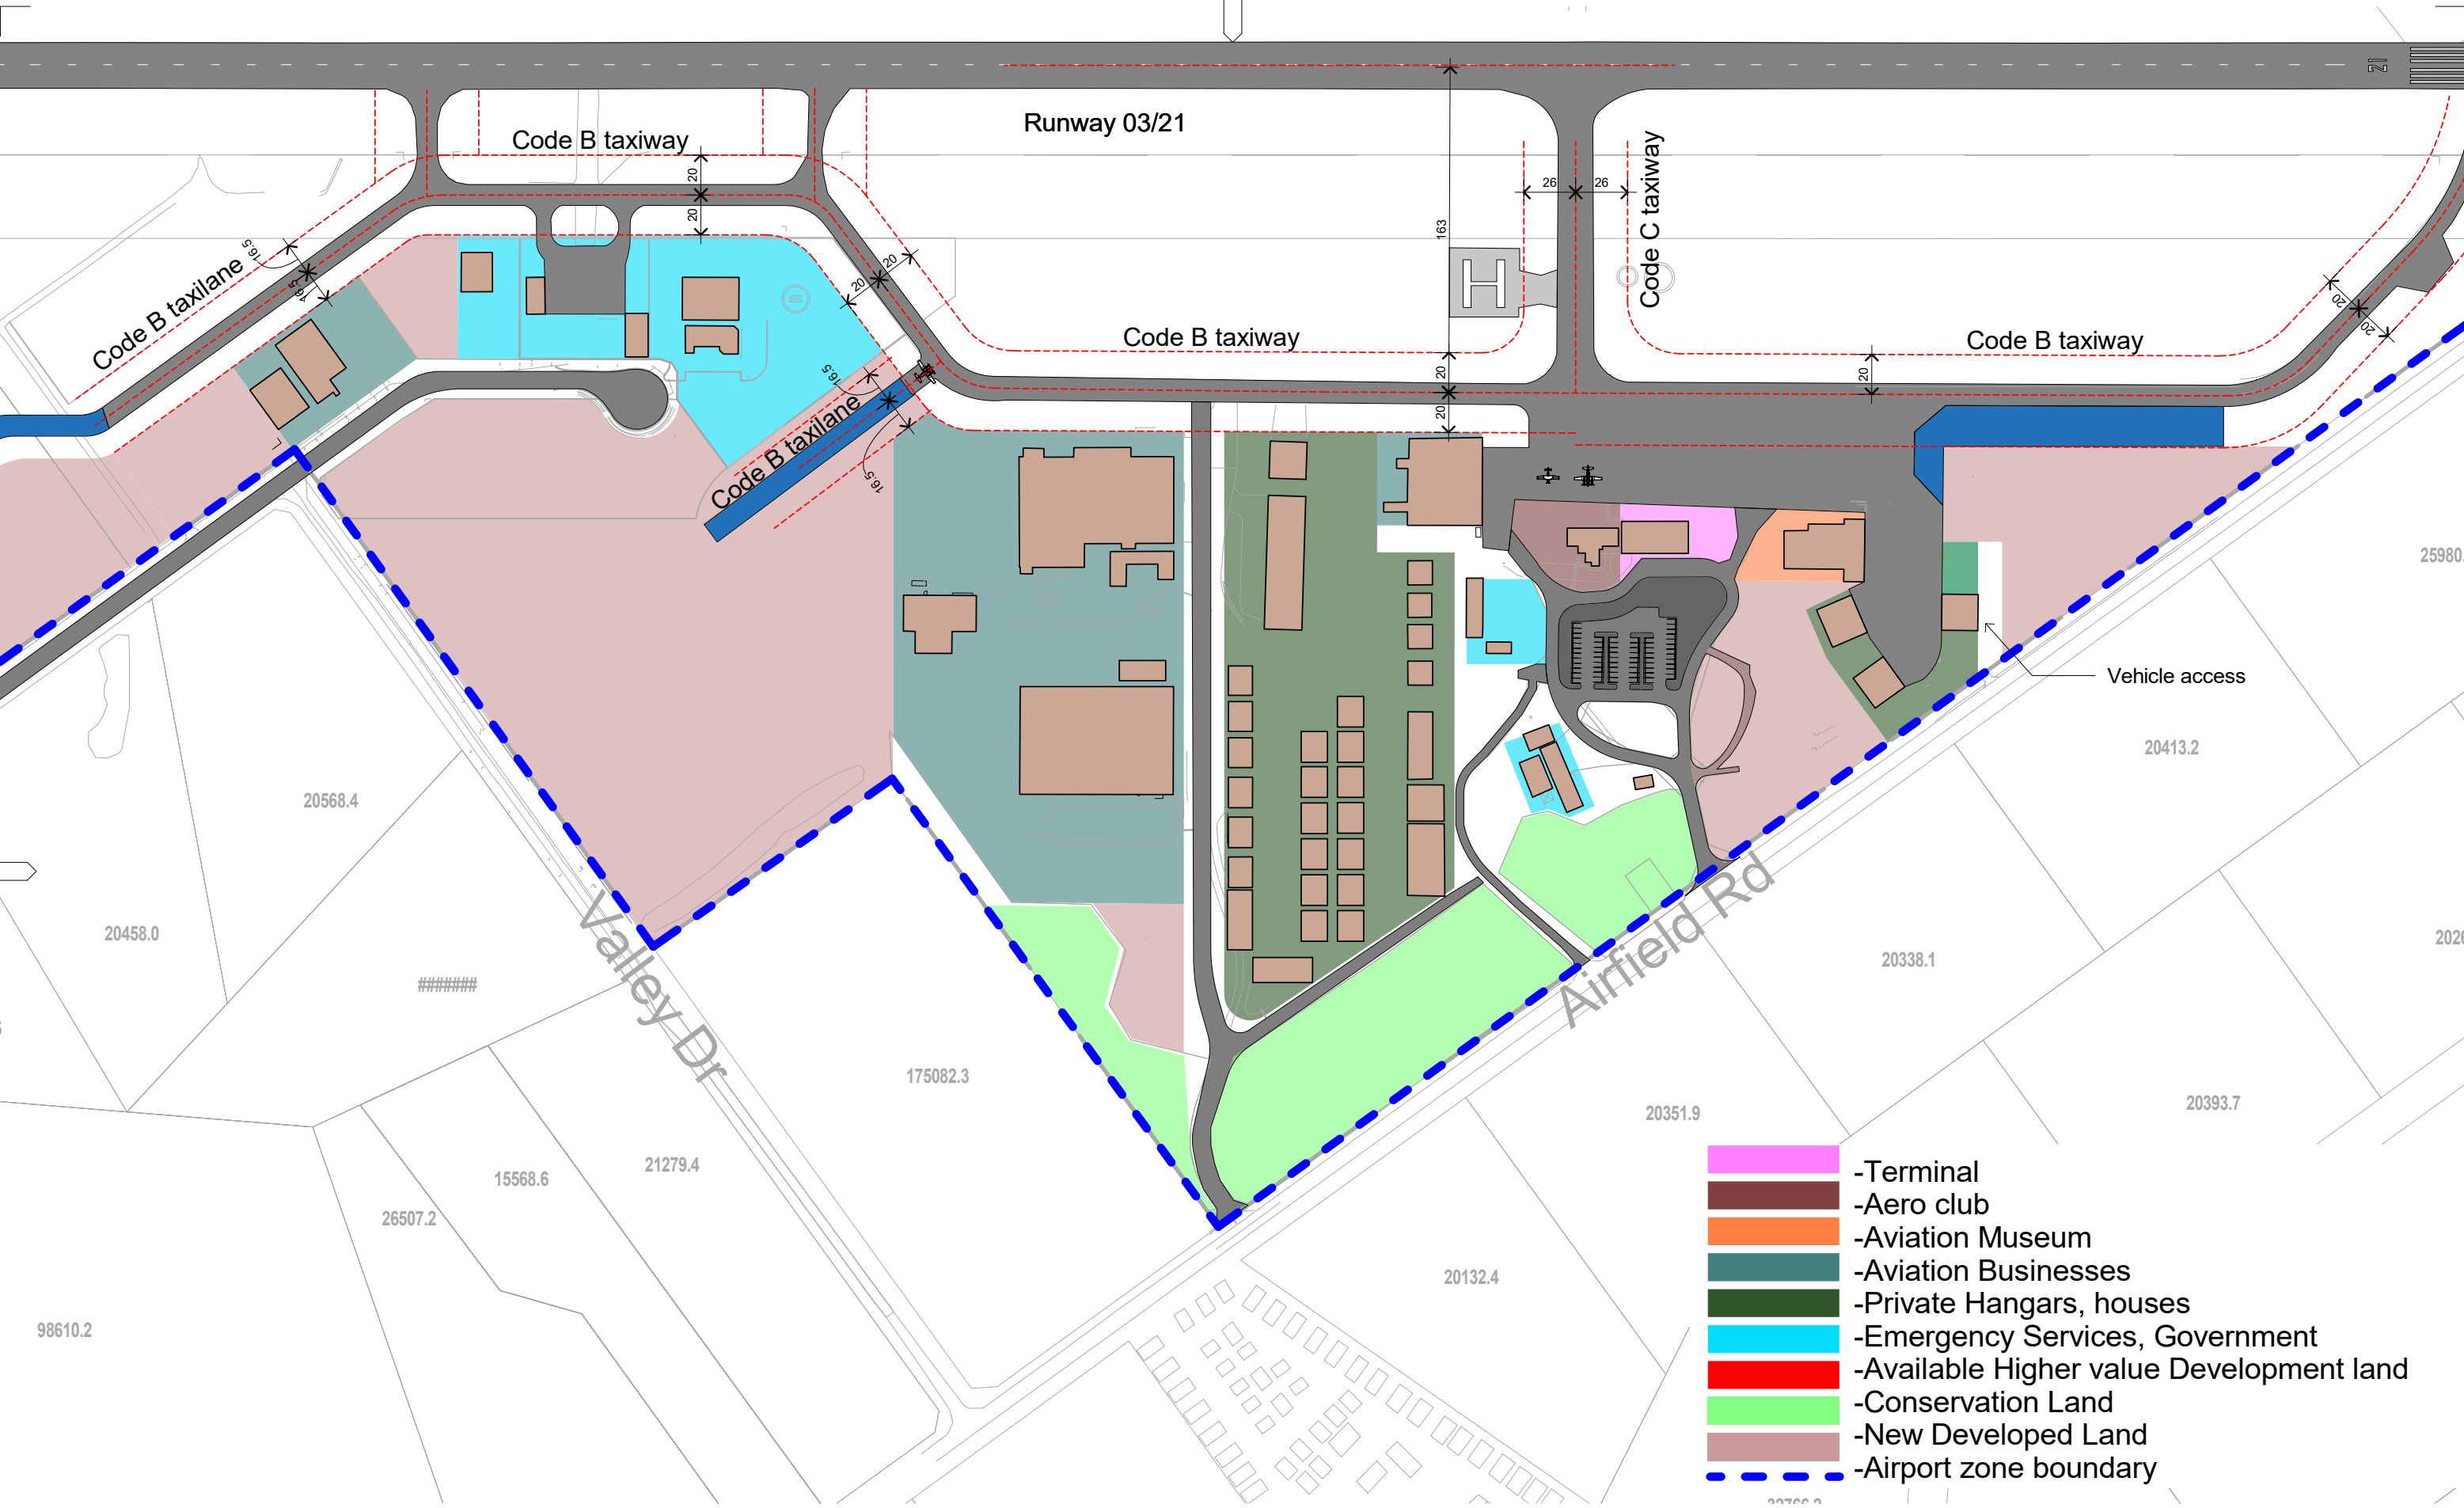 21
Runway 03/21
Code B taxiway
20
20
Code B taxilane
16.5
16.5
20
20
163
26
26
Code C taxiway
H
Code B taxiway
20
20
Code B taxiway
20
20
20
Code B taxilane
16.5
16.5
25980.
Vehicle access
20413.2
20568.4
20458.0
#######
Valley Dr
Airfield Rd
20338.1
2026
175082.3
20351.9
20393.7
21279.4
15568.6
26507.2
20132.4
98610.2
-Terminal
-Aero club
-Aviation Museum
-Aviation Businesses
-Private Hangars, houses
-Emergency Services, Government
-Available Higher value Development land
-Conservation Land
-New Developed Land
-Airport zone boundary